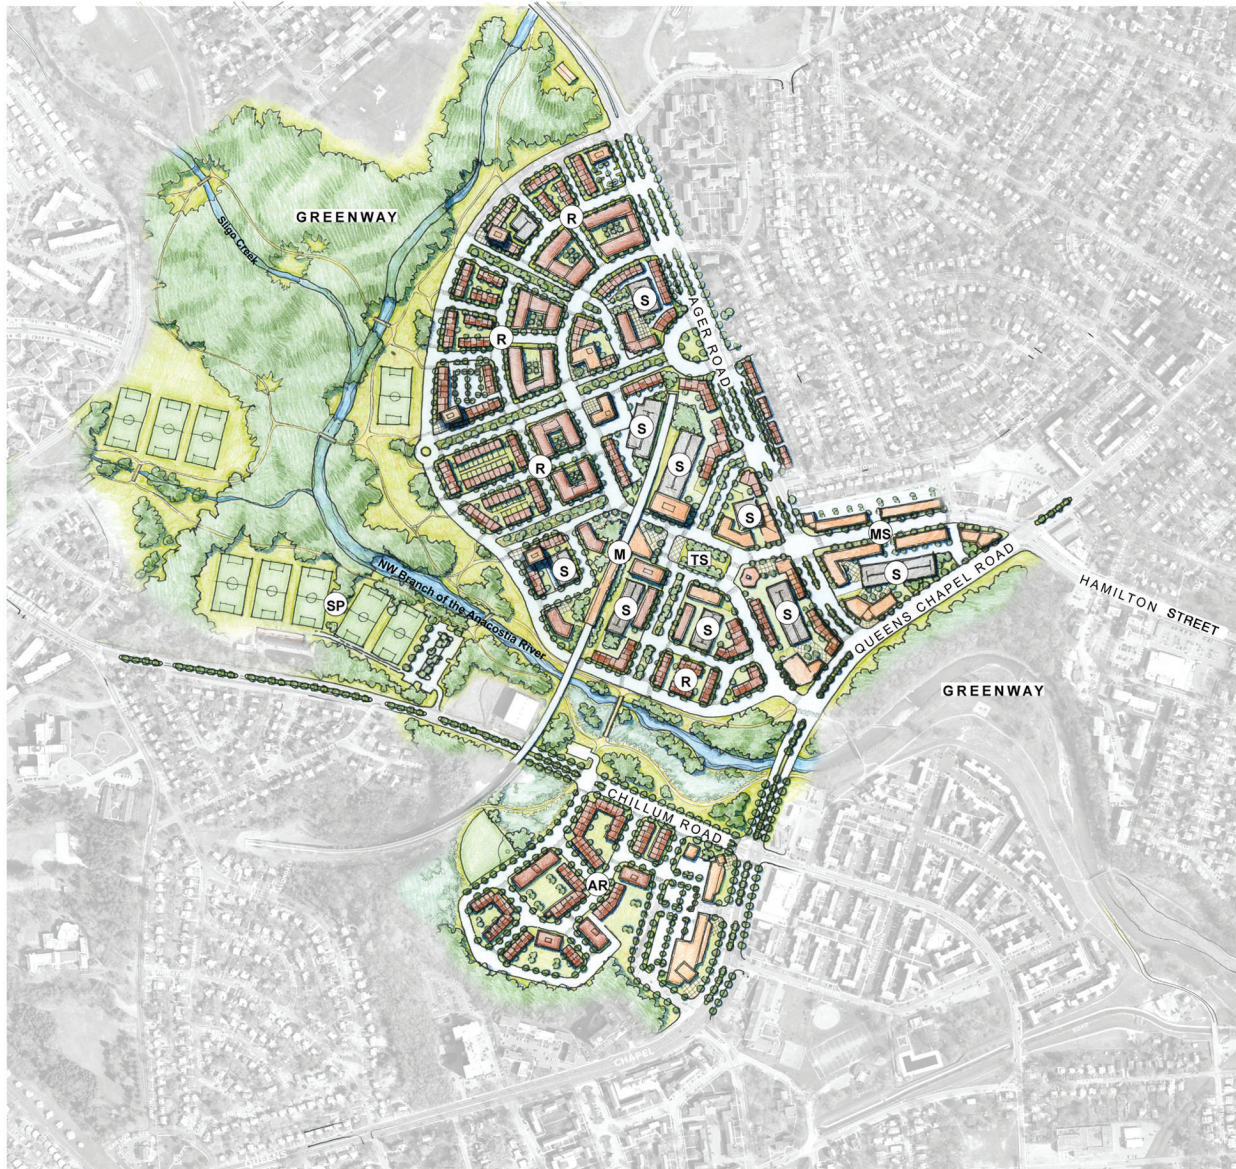 GREENWAY
Sligo Creek
R
S
AGER ROAD
R
S
R
S
S
MS
M
TS
S
S
NW Branch of the Anacostia River
SP
S
S
S
QUEENS CHAPEL ROAD
HAMILTON STREET
R
GREENWAY
CHILLUM ROAD
AR
CHAPEL